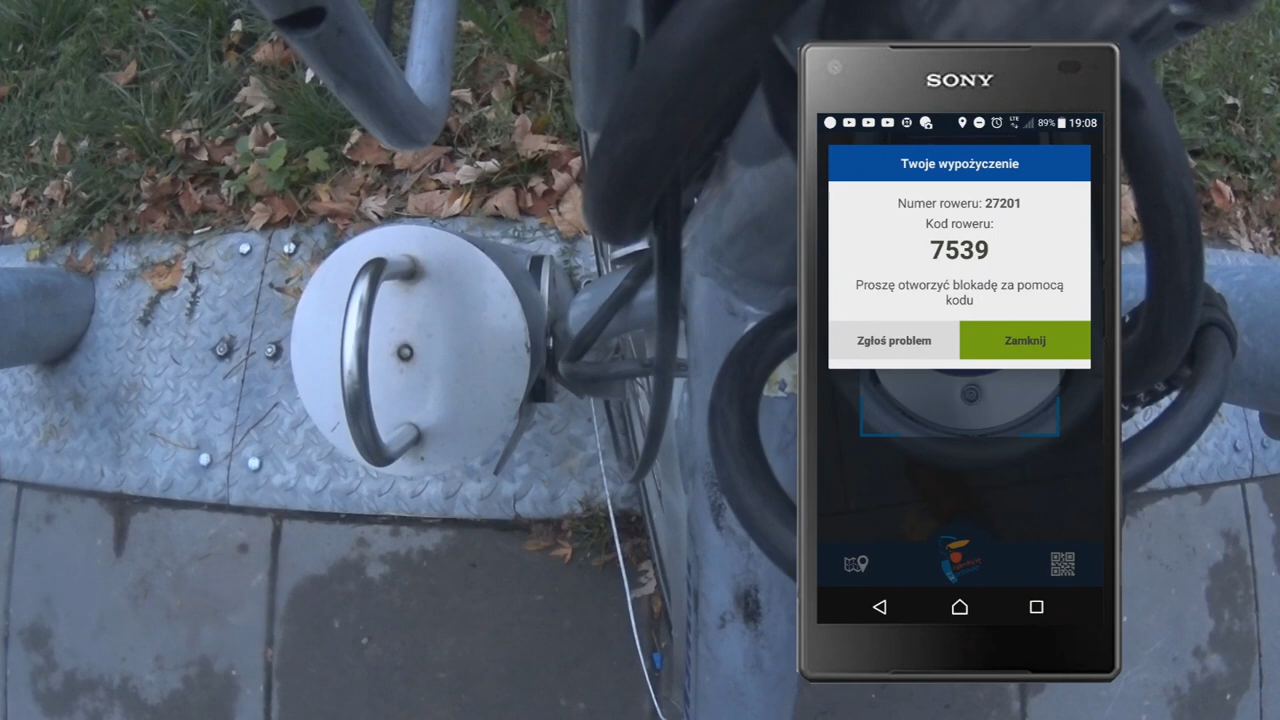 SONY
LTE 89% 19:08
Twoje wypożyczenie
Numer roweru: 27201
Kod roweru:
7539
Proszę otworzyć blokadę za pomocą
kodu
Zgłoś problem
Zamknij